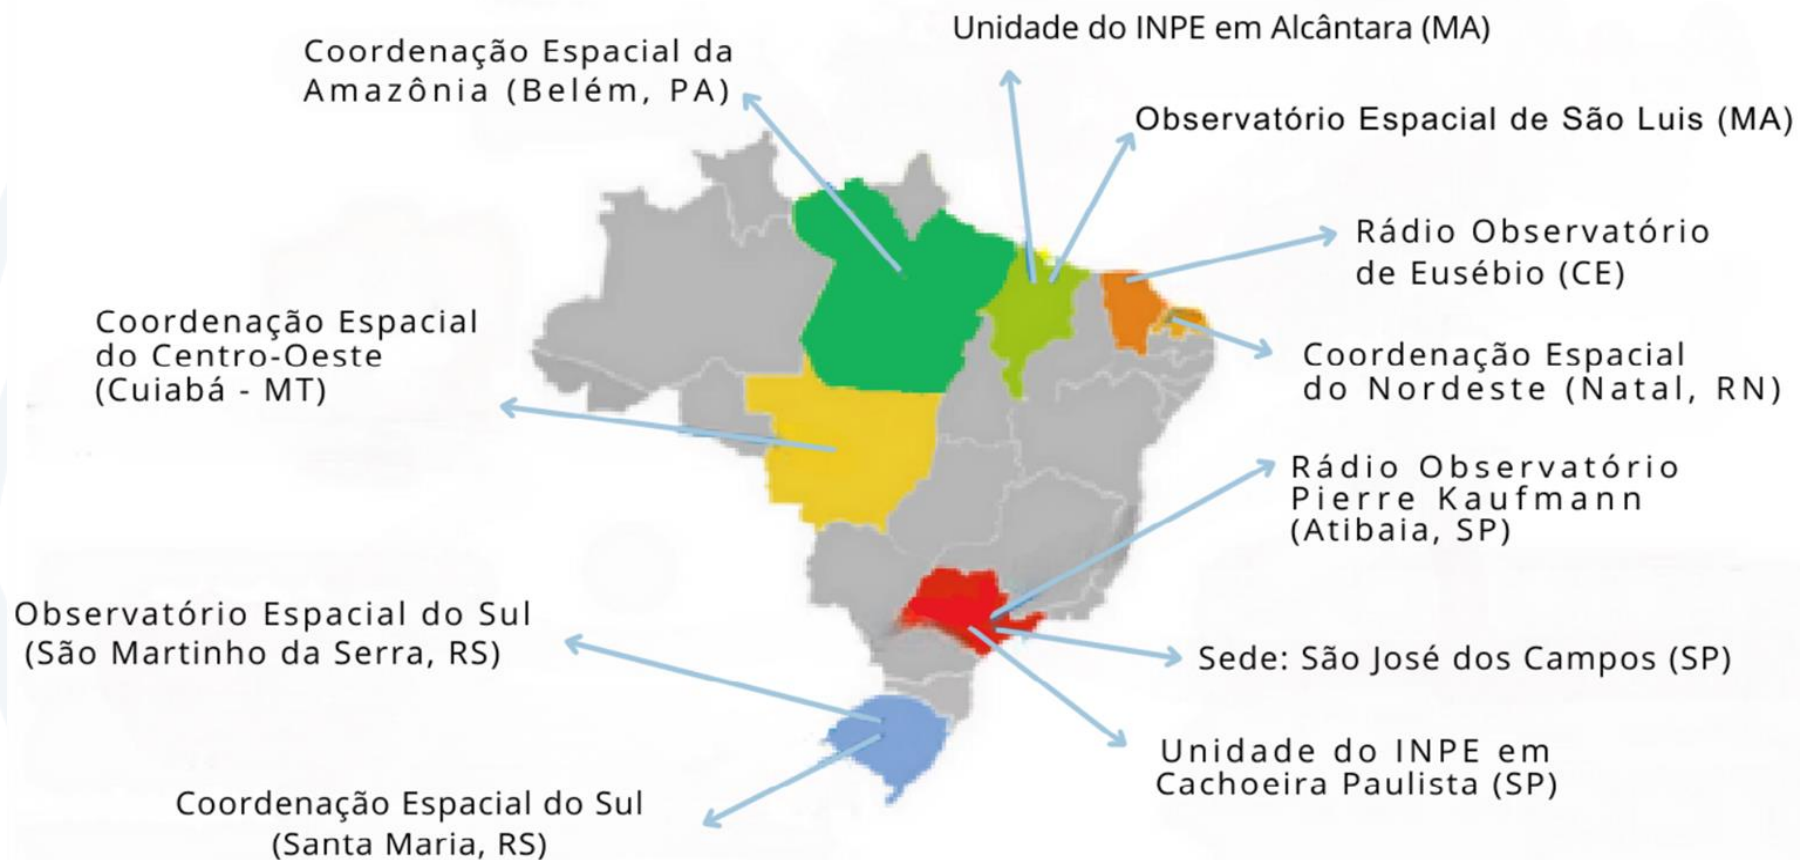 Unidade do INPE em Alcântara (MA)
Coordenação Espacial da
Amazônia (Belém, PA)
Observatório Espacial de São Luis (MA)
Rádio Observatório
de Eusébio (CE)
Coordenação Espacial
do Centro-Oeste
(Cuiabá - MT)
Coordenação Espacial
do Nordeste (Natal, RN)
Rádio Observatório
Pierre Kaufmann
(Atibaia, SP)
Observatório Espacial do Sul
(São Martinho da Serra, RS)
Sede: São José dos Campos (SP)
Unidade do INPE em
Cachoeira Paulista (SP)
Coordenação Espacial do Sul
(Santa Maria, RS)